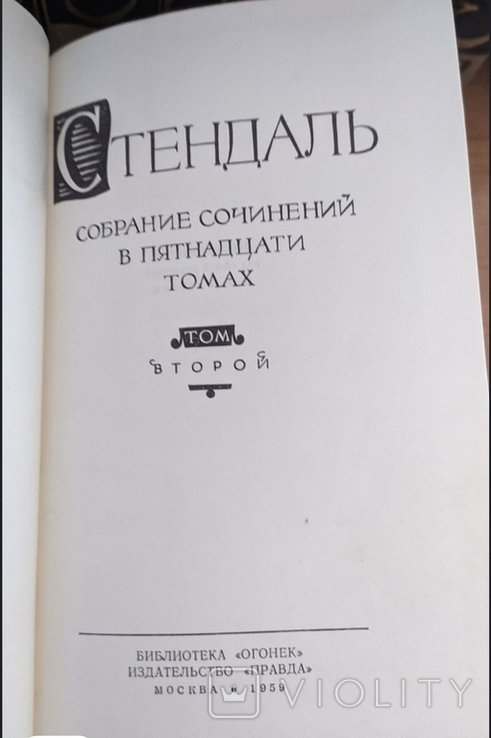 СТЕНДАЛЬ
СОБРАНИЕ СОЧИНЕНИЙ
В ПЯТНАДЦАТИ
ТОМАХ
ТОМ
ВТОРОЙ
БИБЛИОТЕКА «ОГОНЕК»
ИЗДАТЕЛЬСТВО «ПРАВДА»
МОСКВА • 1959
VIOLITY